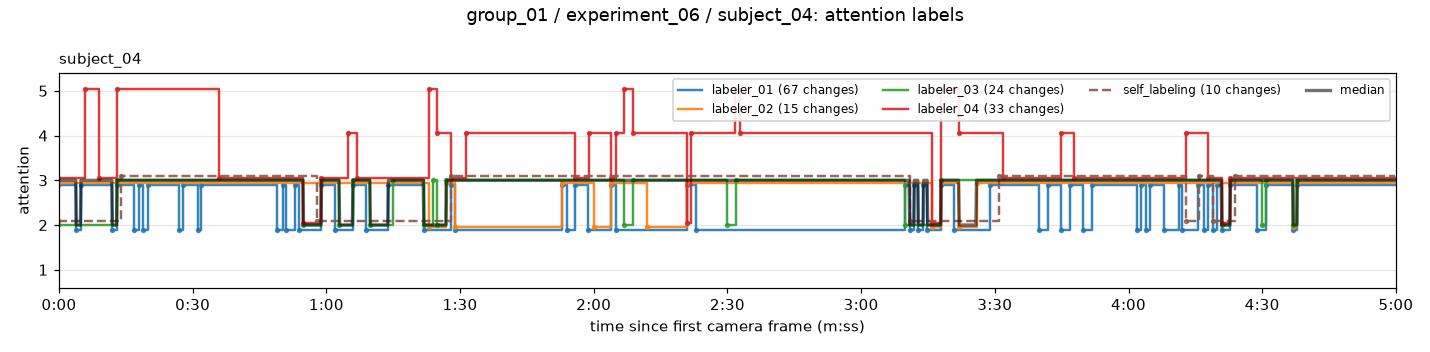 group_01 / experiment_06 / subject_04: attention labels
subject_04
labeler_01 (67 changes)
labeler_02 (15 changes)
labeler_03 (24 changes)
labeler_04 (33 changes)
self_labeling (10 changes)
median
attention
5
4
3
2
1
0:00 0:30 1:00 1:30 2:00 2:30 3:00 3:30 4:00 4:30 5:00
time since first camera frame (m:ss)